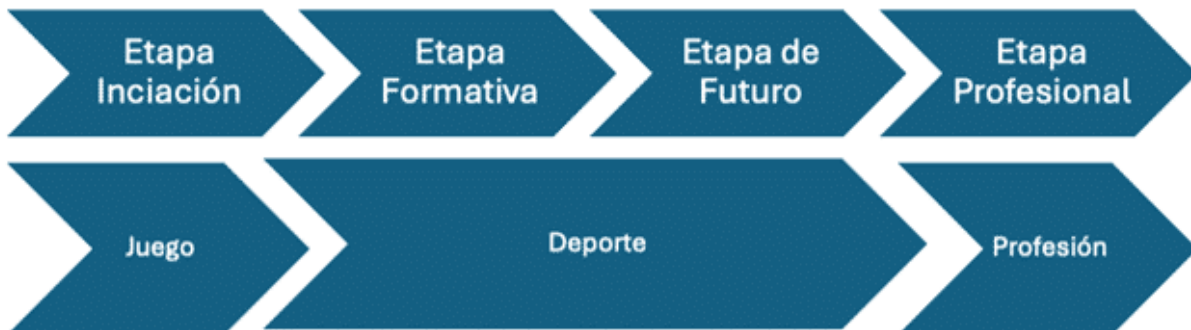 Etapa
Inciación
Etapa
Formativa
Etapa de
Futuro
Etapa
Profesional
Juego
Deporte
Profesión